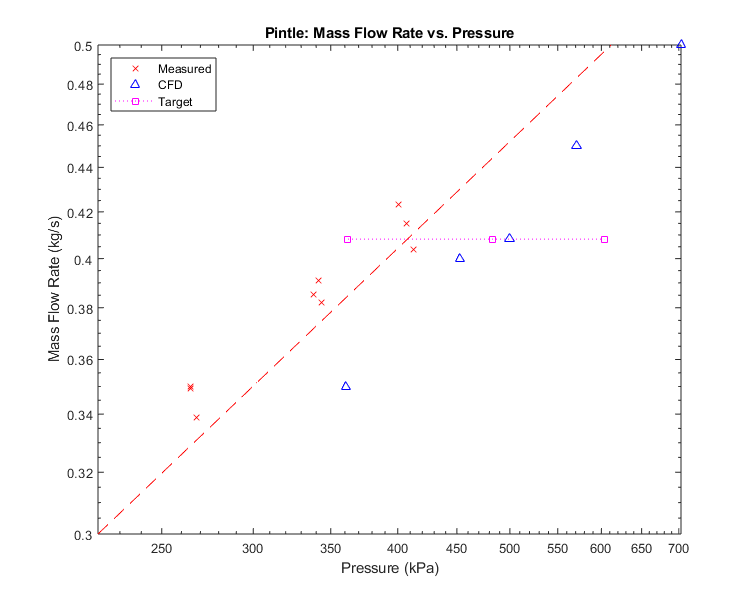 Pintle: Mass Flow Rate vs. Pressure
Measured
CFD
Target
0.5
0.48
0.46
0.44
0.42
0.4
0.38
0.36
0.34
0.32
0.3
Mass Flow Rate (kg/s)
250 300 350 400 450 500 550 600 650 700
Pressure (kPa)